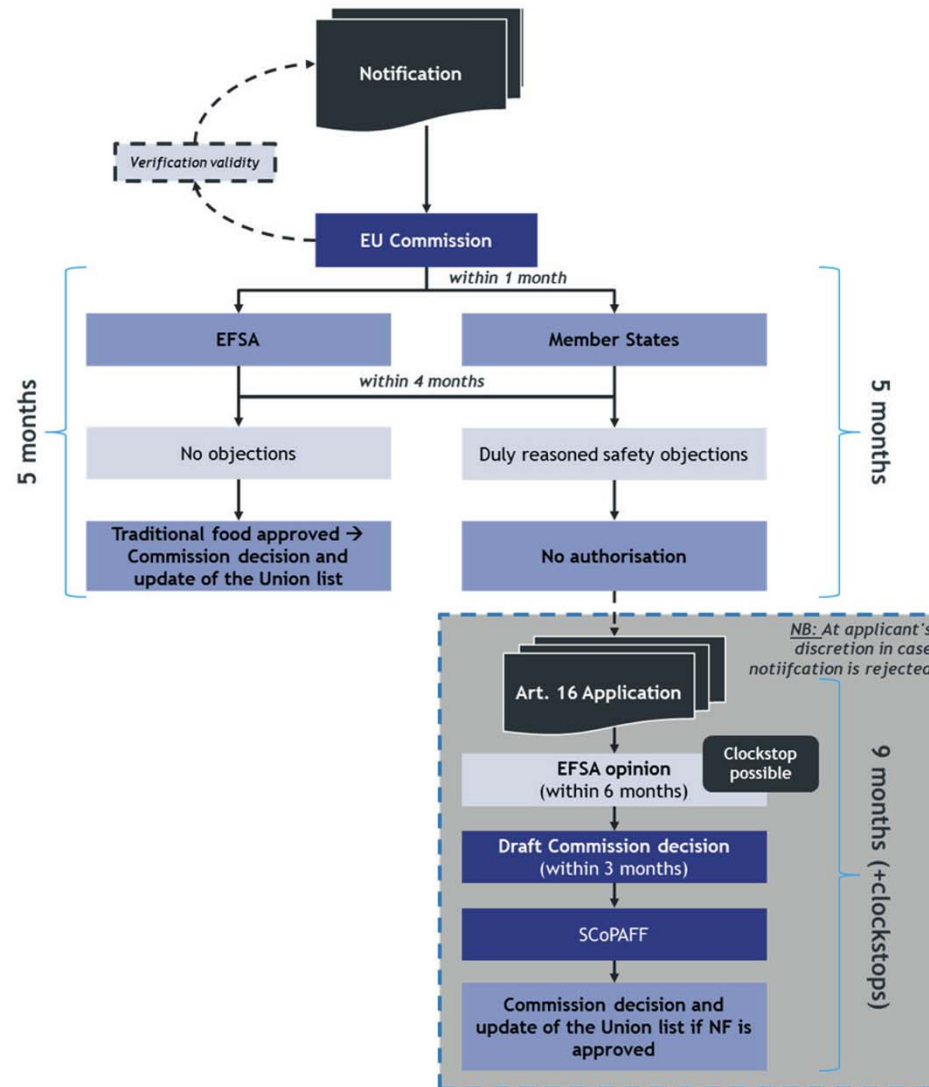 Notification
Verification validity
EU Commission
within 1 month
EFSA
Member States
within 4 months
5 months
5 months
No objections
Duly reasoned safety objections
Traditional food approved →
Commission decision and
update of the Union list
No authorisation
NB: At applicant's
discretion in case
notiifcation is rejected
Art. 16 Application
Clockstop
possible
EFSA opinion
(within 6 months)
Draft Commission decision
(within 3 months)
9 months (+clockstops)
SCoPAFF
Commission decision and
update of the Union list if NF is
approved